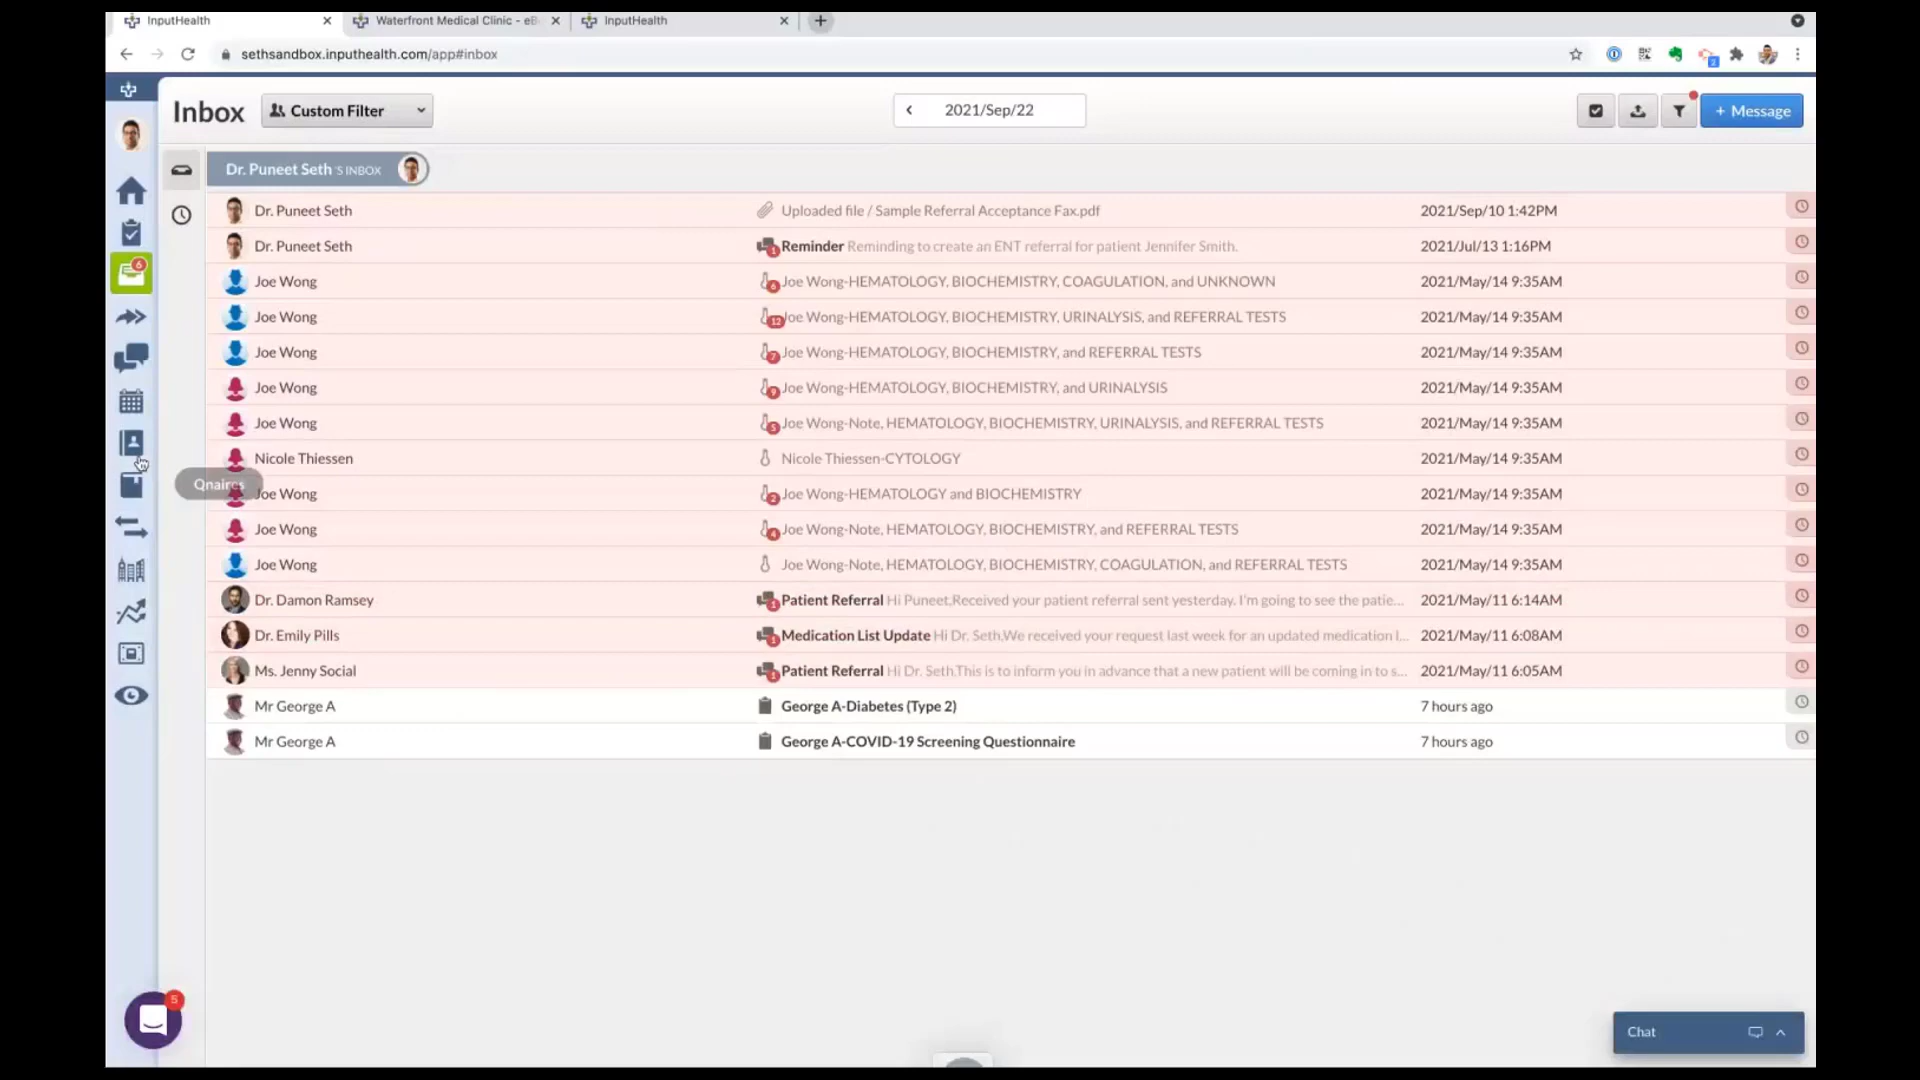 InputHealth
Waterfront Medical Clinic - eB
InputHealth
sethsandbox.inputhealth.com/app#inbox
2
Inbox
Custom Filter
2021/Sep/22
+ Message
Dr. Puneet Seth 'S INBOX
Dr. Puneet Seth Uploaded file / Sample Referral Acceptance Fax.pdf 2021/Sep/10 1:42PM
Dr. Puneet Seth 1 Reminder Reminding to create an ENT referral for patient Jennifer Smith. 2021/Jul/13 1:16PM
6
Joe Wong 6 Joe Wong-HEMATOLOGY, BIOCHEMISTRY, COAGULATION, and UNKNOWN 2021/May/14 9:35AM
Joe Wong 12 Joe Wong-HEMATOLOGY, BIOCHEMISTRY, URINALYSIS, and REFERRAL TESTS 2021/May/14 9:35AM
Joe Wong 7 Joe Wong-HEMATOLOGY, BIOCHEMISTRY, and REFERRAL TESTS 2021/May/14 9:35AM
Joe Wong 9 Joe Wong-HEMATOLOGY, BIOCHEMISTRY, and URINALYSIS 2021/May/14 9:35AM
Joe Wong 5 Joe Wong-Note, HEMATOLOGY, BIOCHEMISTRY, URINALYSIS, and REFERRAL TESTS 2021/May/14 9:35AM
Nicole Thiessen Nicole Thiessen-CYTOLOGY 2021/May/14 9:35AM
Qnaires
Joe Wong 2 Joe Wong-HEMATOLOGY and BIOCHEMISTRY 2021/May/14 9:35AM
Joe Wong 4 Joe Wong-Note, HEMATOLOGY, BIOCHEMISTRY, and REFERRAL TESTS 2021/May/14 9:35AM
Joe Wong Joe Wong-Note, HEMATOLOGY, BIOCHEMISTRY, COAGULATION, and REFERRAL TESTS 2021/May/14 9:35AM
Dr. Damon Ramsey 1 Patient Referral Hi Puneet,Received your patient referral sent yesterday. I'm going to see the patie... 2021/May/11 6:14AM
Dr. Emily Pills 1 Medication List Update Hi Dr. Seth,We received your request last week for an updated medication l... 2021/May/11 6:08AM
Ms. Jenny Social 1 Patient Referral Hi Dr. Seth,This is to inform you in advance that a new patient will be coming in to s... 2021/May/11 6:05AM
Mr George A George A-Diabetes (Type 2) 7 hours ago
Mr George A George A-COVID-19 Screening Questionnaire 7 hours ago
5
Chat